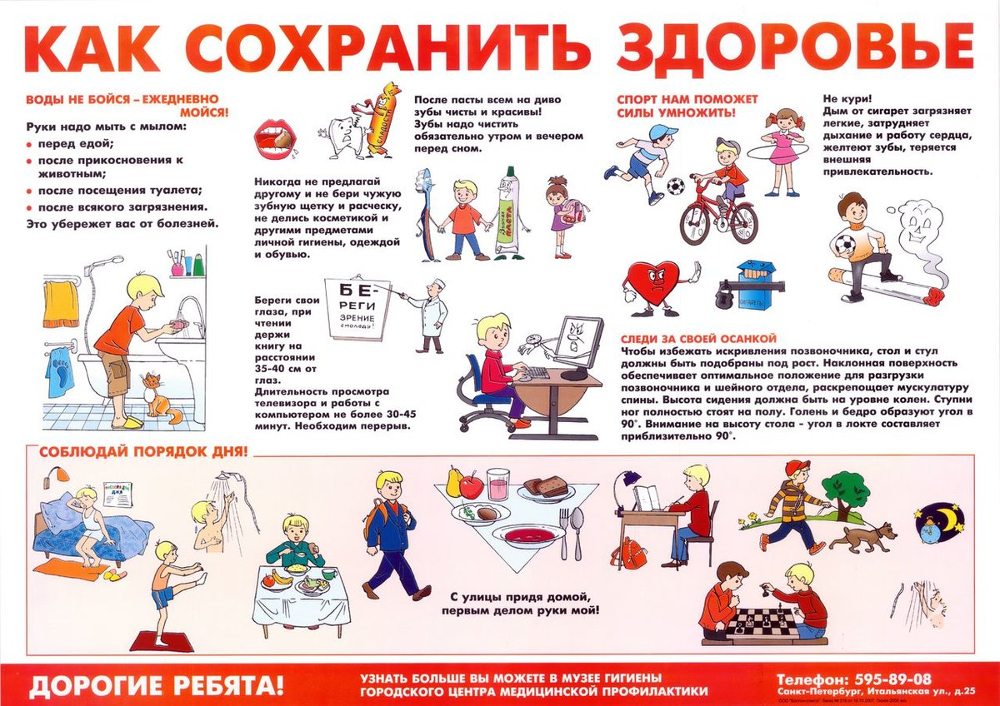 КАК СОХРАНИТЬ ЗДОРОВЬЕ
ВОДЫ НЕ БОЙСЯ – ЕЖЕДНЕВНО
МОЙСЯ!
Руки надо мыть с мылом:
• перед едой;
• после прикосновения к
животным;
• после посещения туалета;
• после всякого загрязнения.
Это убережет вас от болезней.
СЛАДОСТИ
После пасты всем на диво
зубы чисты и красивы!
Зубы надо чистить
обязательно утром и вечером
перед сном.
Никогда не предлагай
другому и не бери чужую
зубную щетку и расческу,
не делись косметикой и
другими предметами
личной гигиены, одеждой
и обувью.
ПАСТА
Береги свои
глаза, при
чтении
держи
книгу на
расстоянии
35-40 см от
глаз.
Длительность просмотра
телевизора и работы с
компьютером не более 30-45
минут. Необходим перерыв.
БЕ-
РЕГИ
ЗРЕНИЕ
СМОЛОДУ!
СПОРТ НАМ ПОМОЖЕТ
СИЛЫ УМНОЖИТЬ!
Не кури!
Дым от сигарет загрязняет
легкие, затрудняет
дыхание и работу сердца,
желтеют зубы, теряется
внешняя
привлекательность.
СИГАРЕТЫ
СЛЕДИ ЗА СВОЕЙ ОСАНКОЙ
Чтобы избежать искривления позвоночника, стол и стул
должны быть подобраны под рост. Наклонная поверхность
обеспечивает оптимальное положение для разгрузки
позвоночника и шейного отдела, раскрепощает мускулатуру
спины. Высота сидения должна быть на уровне колен. Ступни
ног полностью стоят на полу. Голень и бедро образуют угол в
90°. Внимание на высоту стола - угол в локте составляет
приблизительно 90°.
СОБЛЮДАЙ ПОРЯДОК ДНЯ!
ДНЯ
С улицы придя домой,
первым делом руки мой!
ДОРОГИЕ РЕБЯТА!
УЗНАТЬ БОЛЬШЕ ВЫ МОЖЕТЕ В МУЗЕЕ ГИГИЕНЫ
ГОРОДСКОГО ЦЕНТРА МЕДИЦИНСКОЙ ПРОФИЛАКТИКИ
Телефон: 595-89-08
Санкт-Петербург, Итальянская ул., д.25